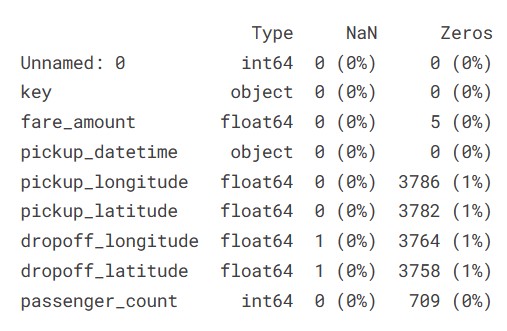 Type NaN Zeros
Unnamed: 0 int64 0 (0%) 0 (0%)
key object 0 (0%) 0 (0%)
fare_amount float64 0 (0%) 5 (0%)
pickup_datetime object 0 (0%) 0 (0%)
pickup_longitude float64 0 (0%) 3786 (1%)
pickup_latitude float64 0 (0%) 3782 (1%)
dropoff_longitude float64 1 (0%) 3764 (1%)
dropoff_latitude float64 1 (0%) 3758 (1%)
passenger_count int64 0 (0%) 709 (0%)